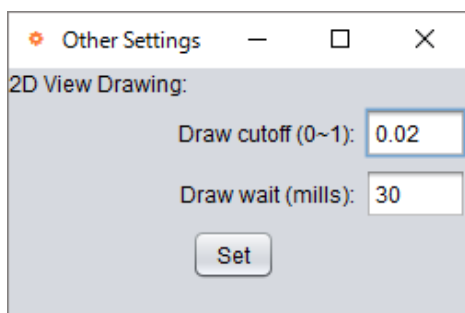 Other Settings
2D View Drawing:
Draw cutoff (0~1): 0.02
Draw wait (mills): 30
Set